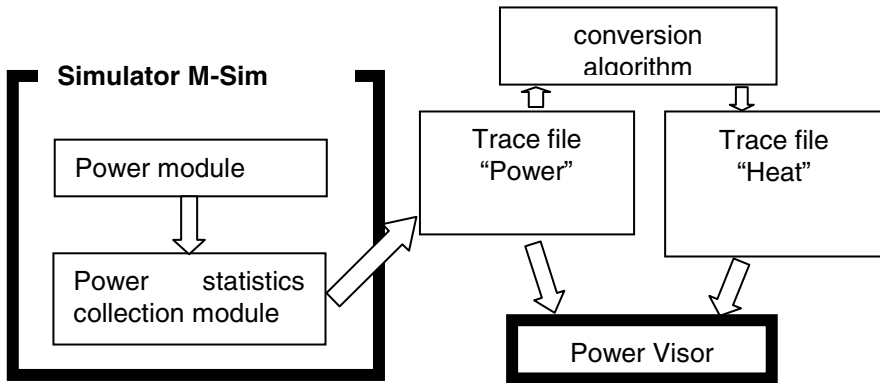 conversion
algorithm
Simulator M-Sim
Power module
Power statistics
collection module
Trace file
“Power”
Trace file
“Heat”
Power Visor